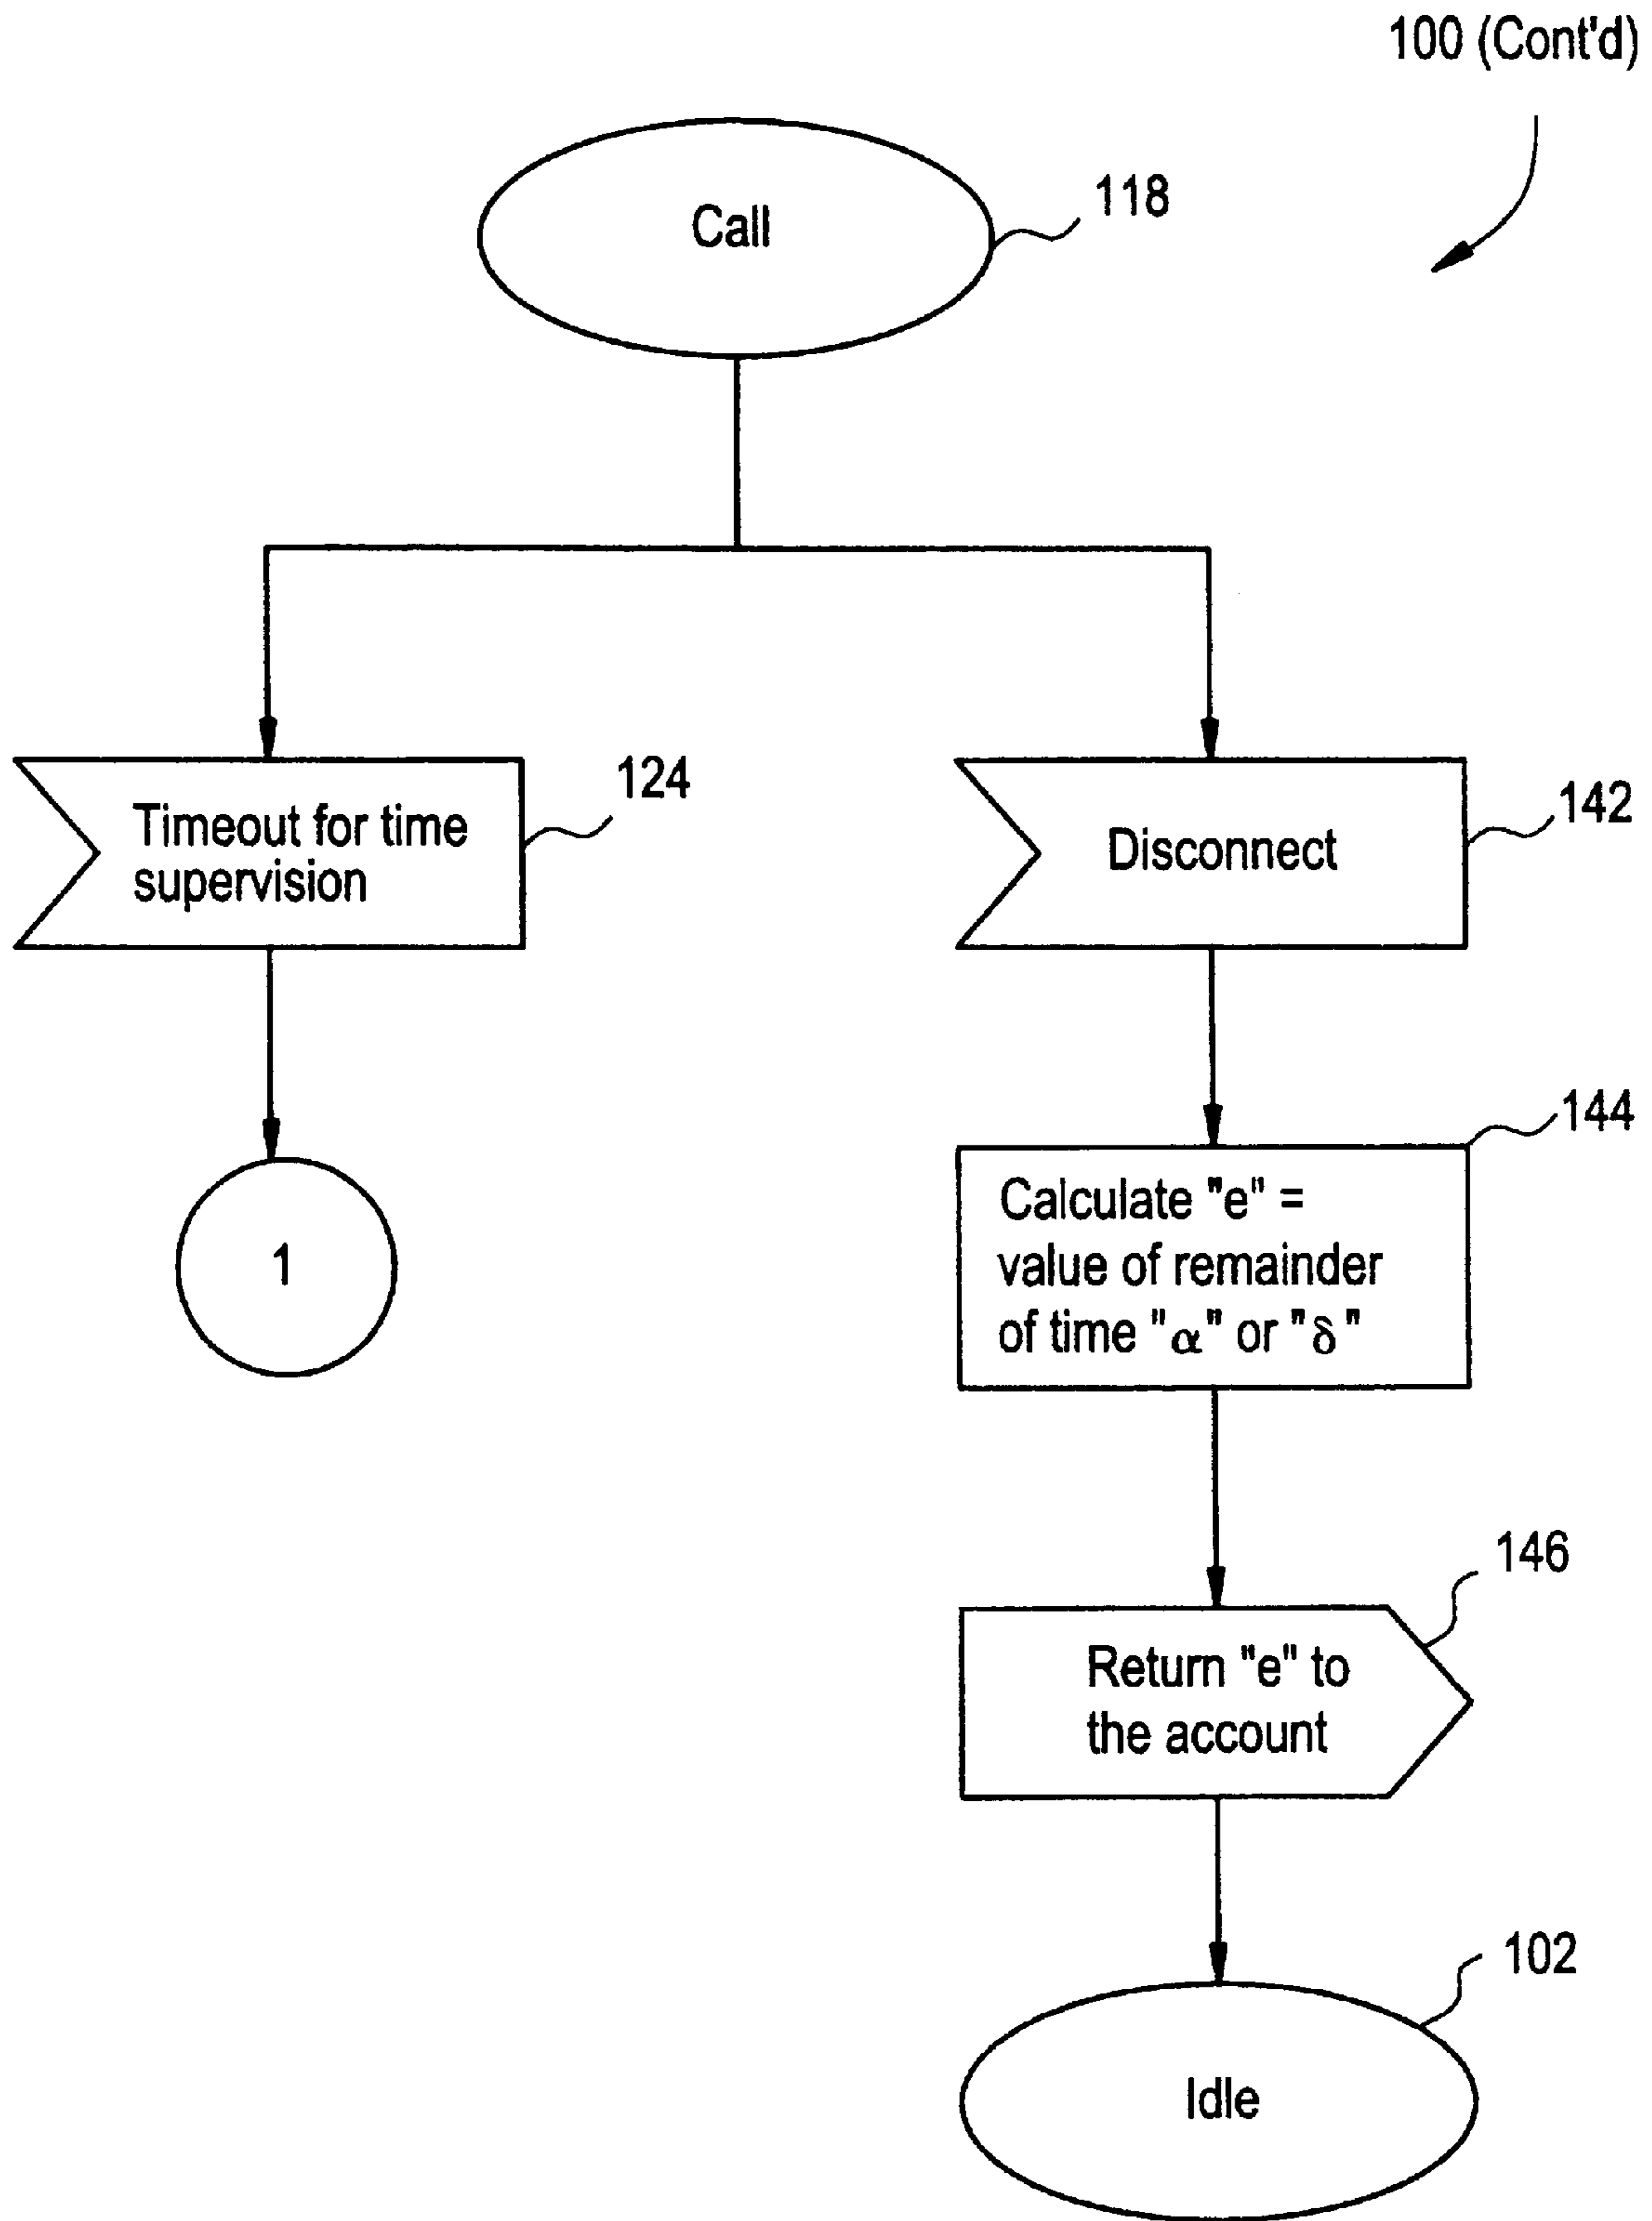 100 (Cont'd)
Call
118
Timeout for time
supervision
124
Disconnect
142
1
144
Calculate "e" =
value of remainder
of time "α" or "δ"
146
Return "e" to
the account
102
Idle